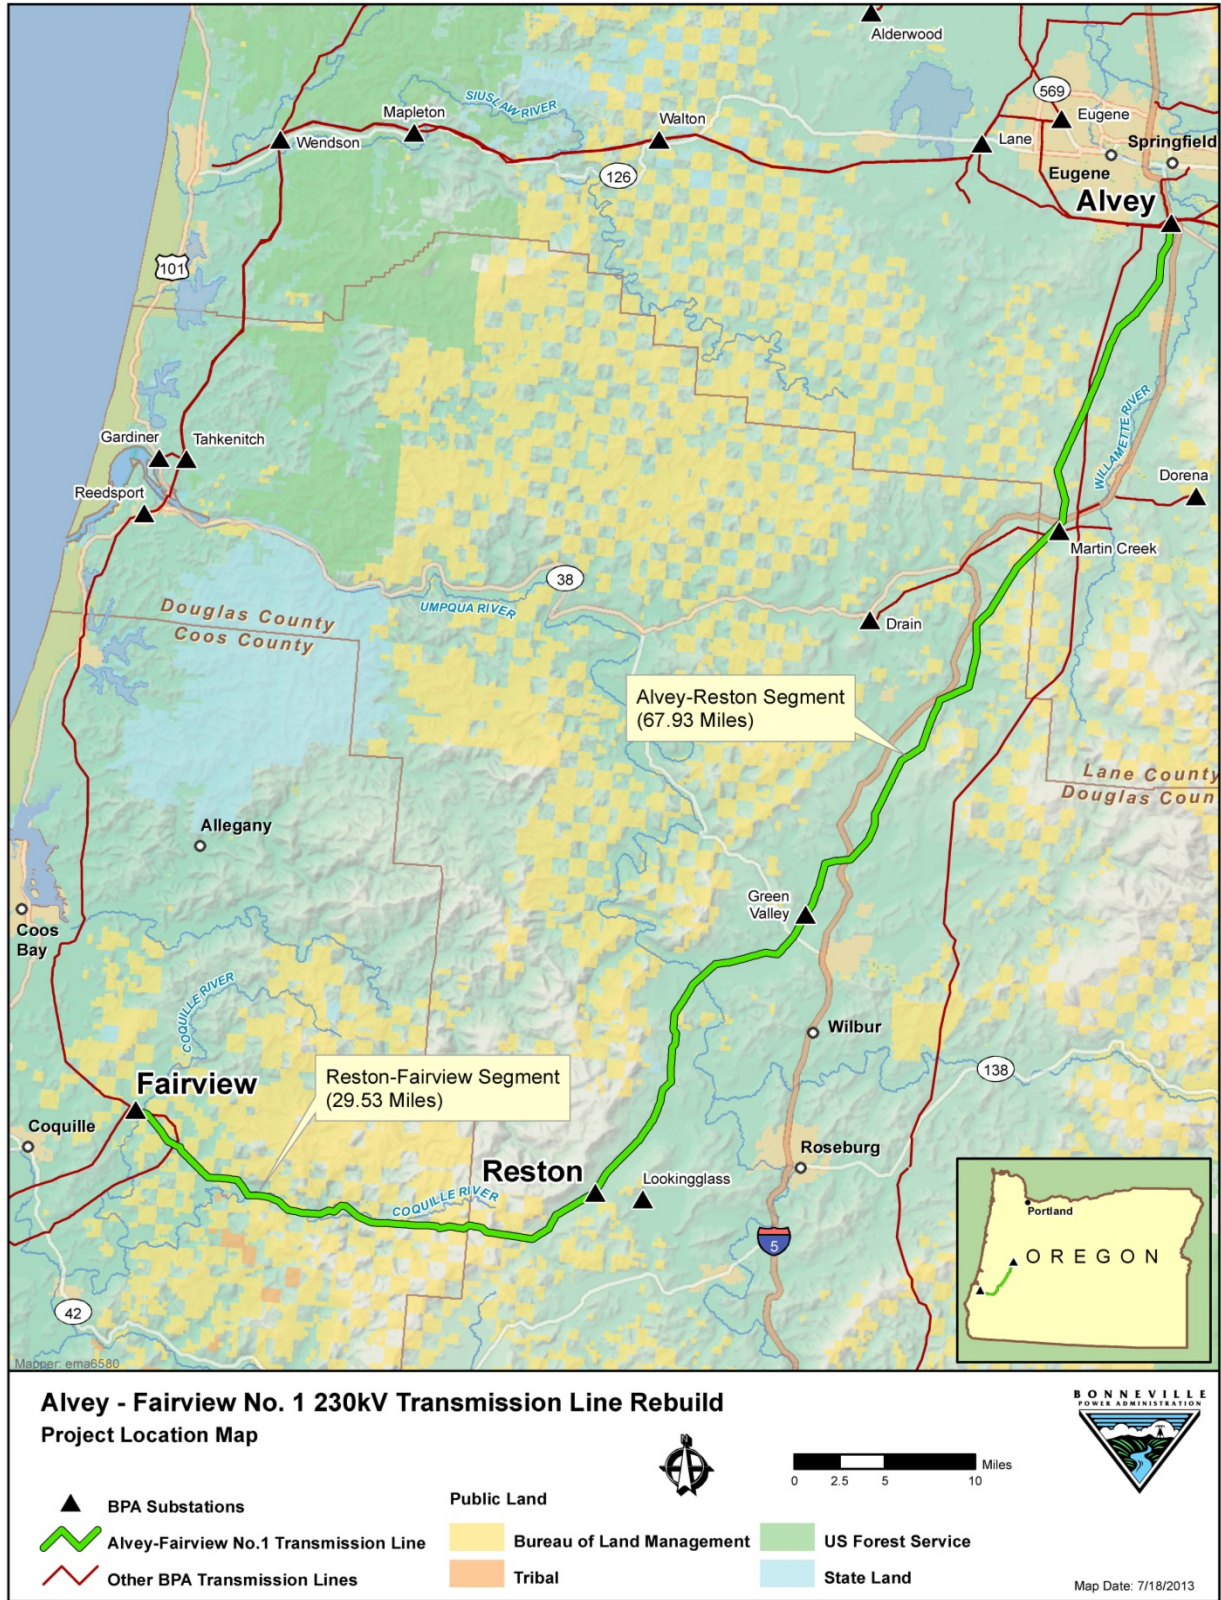 Alderwood
SIUSLAW RIVER
569
Mapleton
Walton
Eugene
Wendson
Lane
Springfield
126
Eugene
Alvey
101
WILLAMETTE RIVER
Gardiner
Tahkenitch
Reedsport
Dorena
Martin Creek
38
Douglas County
Coos County
UMPQUA RIVER
Drain
Alvey-Reston Segment
(67.93 Miles)
Lane County
Douglas Coun
Allegany
Green
Valley
Coos
Bay
COQUILLE RIVER
Wilbur
138
Fairview
Reston-Fairview Segment
(29.53 Miles)
Coquille
Roseburg
Reston
Lookingglass
COQUILLE RIVER
5
Portland
OREGON
42
Mapper: ema6580
Alvey - Fairview No. 1 230kV Transmission Line Rebuild
Project Location Map
BONNEVILLE
POWER ADMINISTRATION
N
Miles
0 2.5 5 10
BPA Substations
Alvey-Fairview No.1 Transmission Line
Other BPA Transmission Lines
Public Land
Bureau of Land Management
Tribal
US Forest Service
State Land
Map Date: 7/18/2013